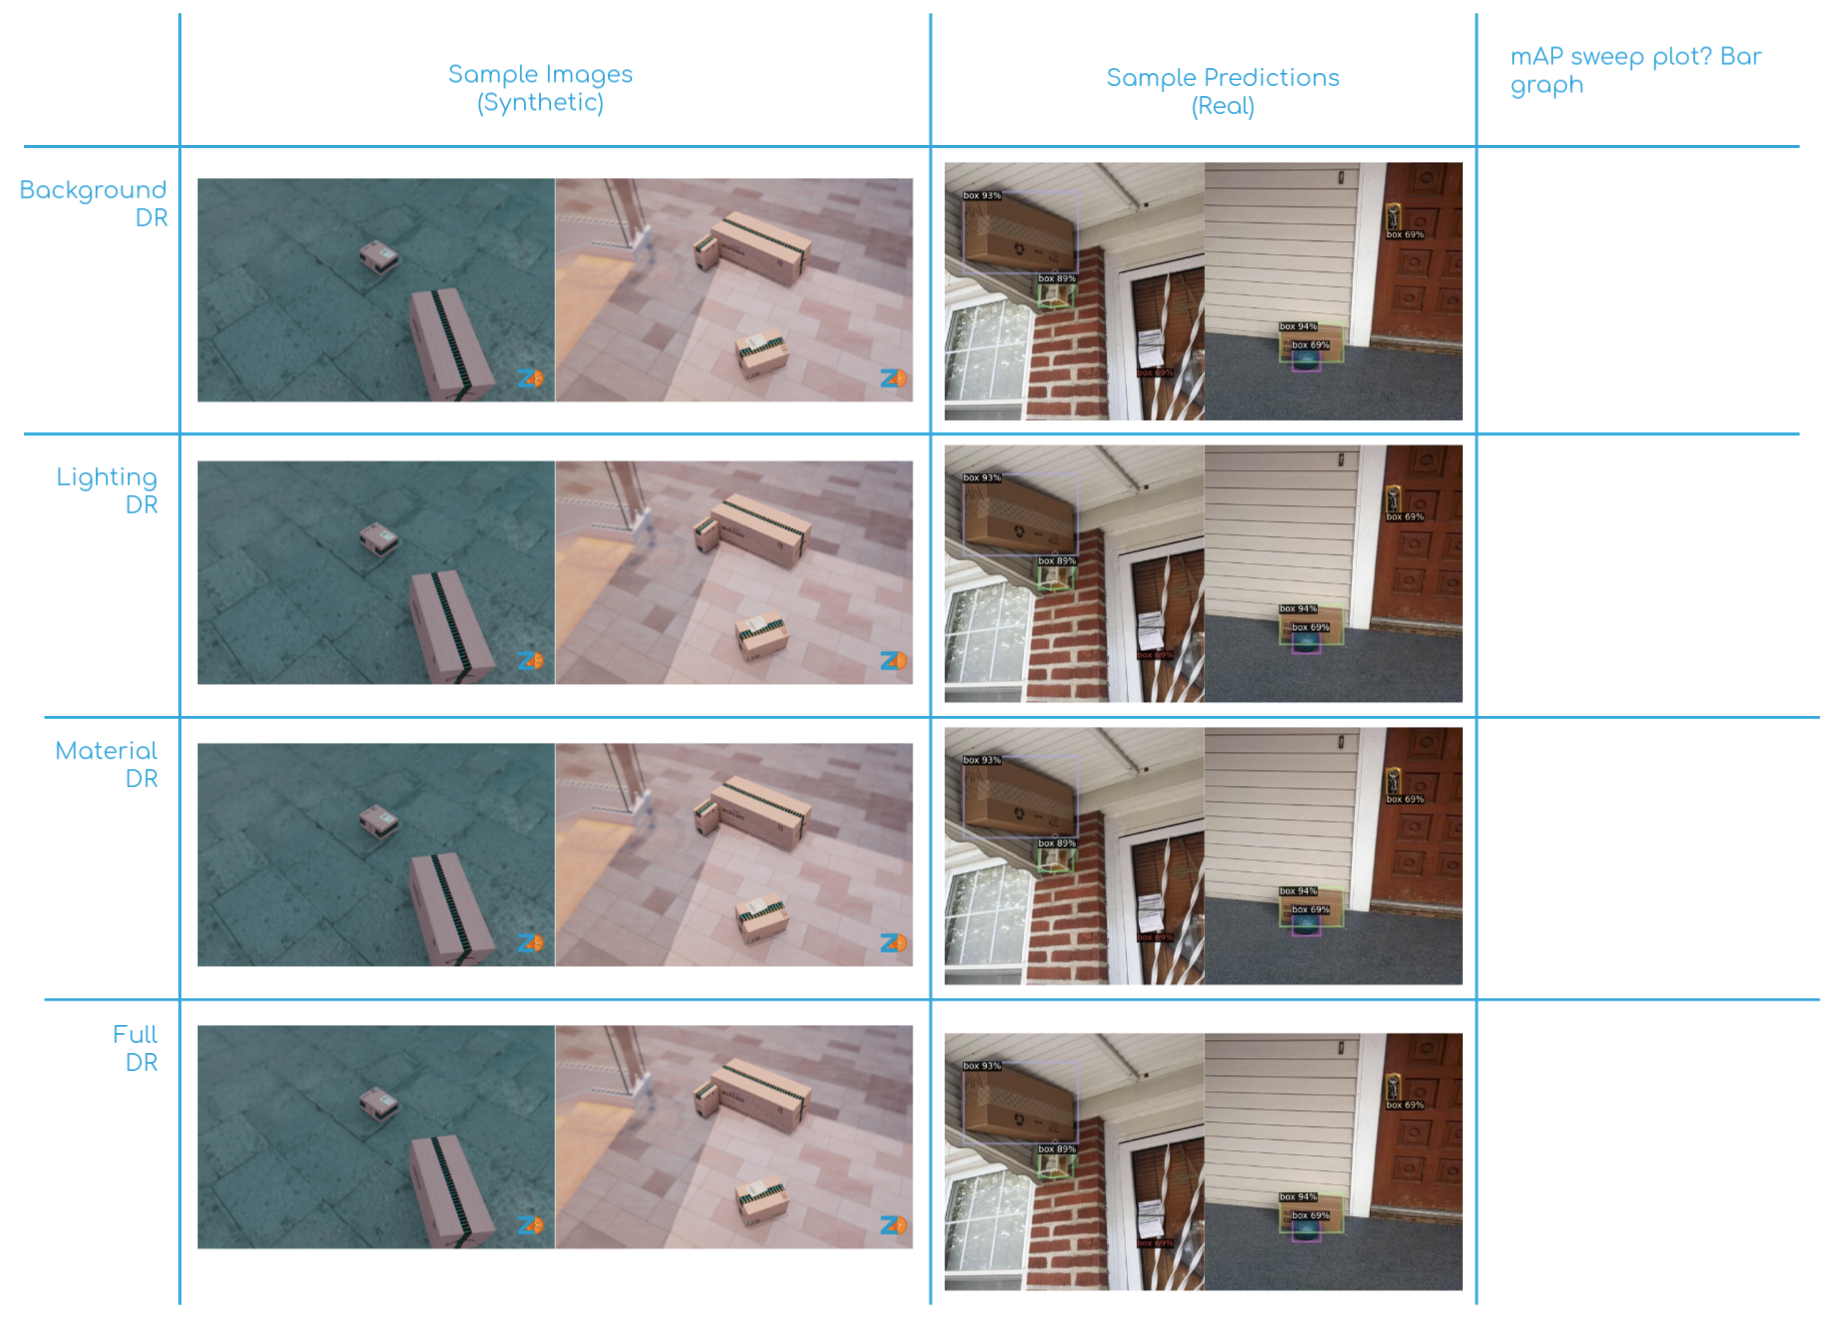 Sample Images
(Synthetic)
Sample Predictions
(Real)
mAP sweep plot? Bar
graph
Background
DR
box 93%
box 89%
box 69%
box 69%
box 94%
box 69%
Lighting
DR
box 93%
box 89%
box 69%
box 69%
box 94%
box 69%
Material
DR
box 93%
box 89%
box 69%
box 69%
box 94%
box 69%
Full
DR
box 93%
box 89%
box 69%
box 69%
box 94%
box 69%